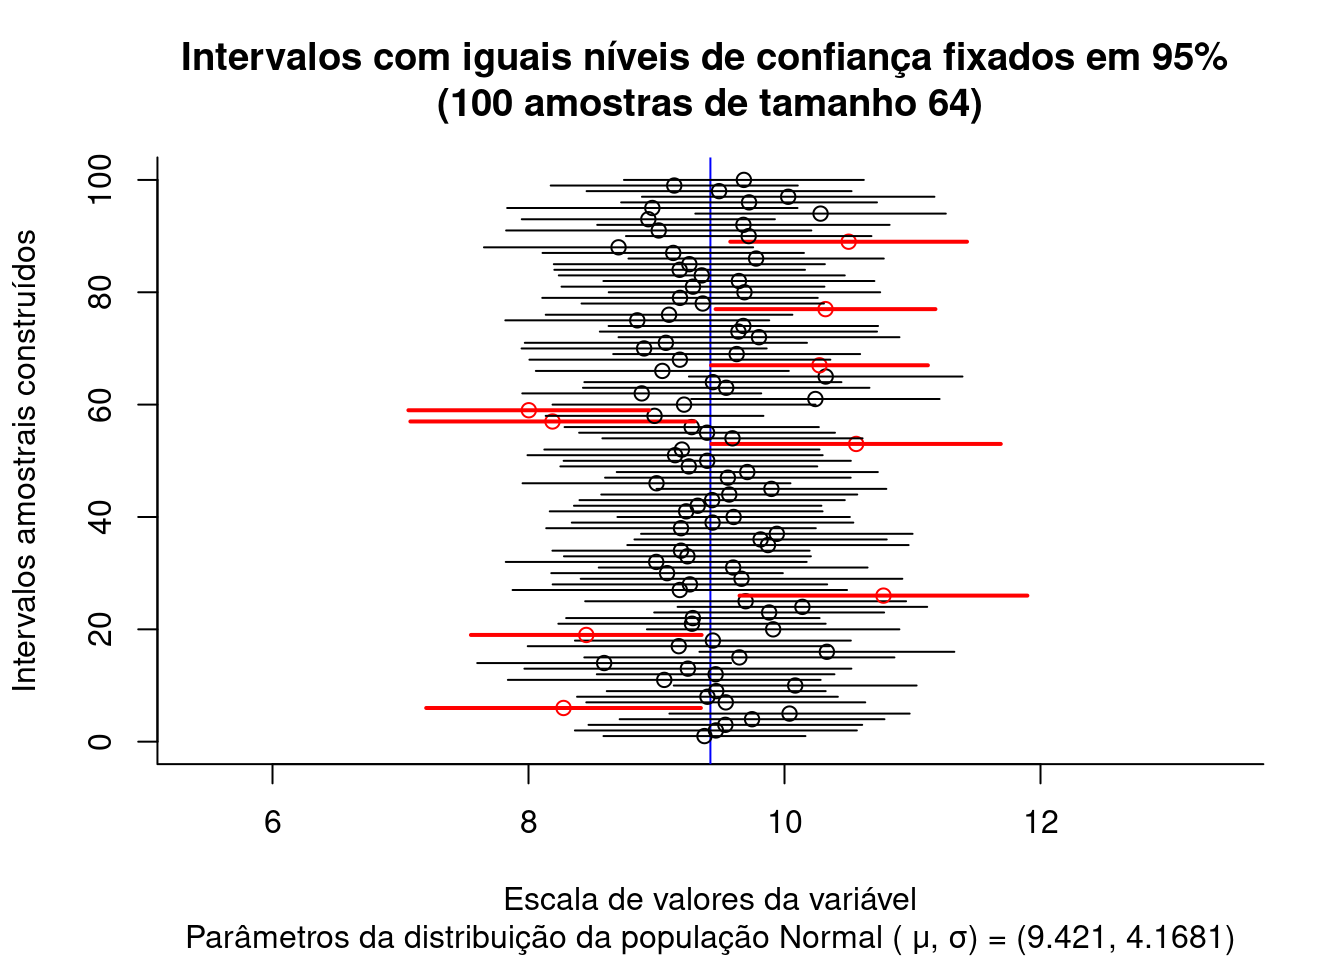 Intervalos com iguais níveis de confiança fixados em 95%
(100 amostras de tamanho 64)
Intervalos amostrais construídos
100
80
60
40
20
0
6 8 10 12
Escala de valores da variável
Parâmetros da distribuição da população Normal ( μ, σ) = (9.421, 4.1681)